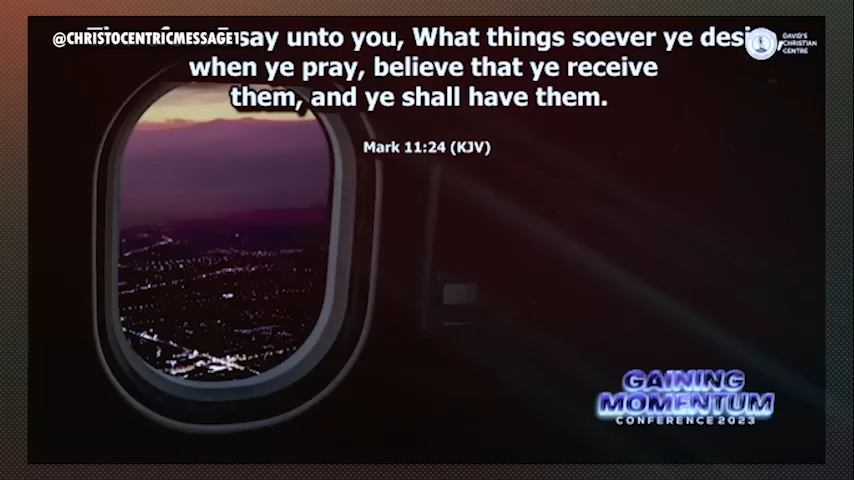 @CHRISTOCENTRICMESSAGE1
say unto you, What things soever ye
when ye pray, believe that ye receive
them, and ye shall have them.
Mark 11:24 (KJV)
DAVID'S
CHRISTIAN
CENTRE
GAINING
MOMENTUM
CONFERENCE 2023